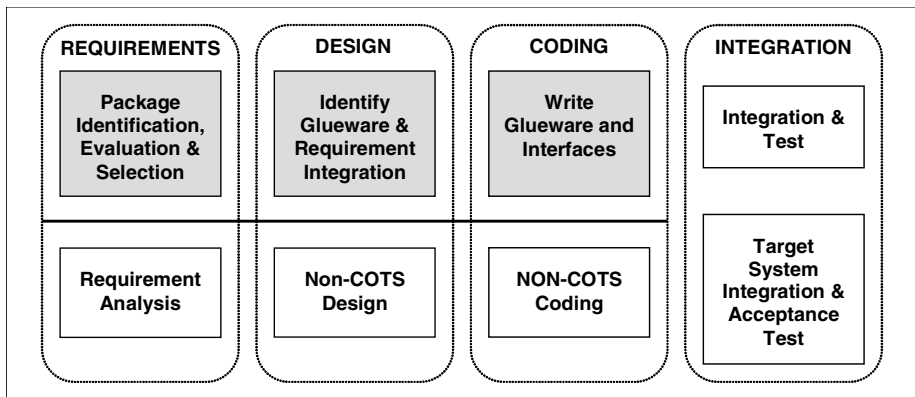 REQUIREMENTS
Package
Identification,
Evaluation &
Selection
Requirement
Analysis
DESIGN
Identify
Glueware &
Requirement
Integration
Non-COTS
Design
CODING
Write
Glueware and
Interfaces
NON-COTS
Coding
INTEGRATION
Integration &
Test
Target
System
Integration &
Acceptance
Test